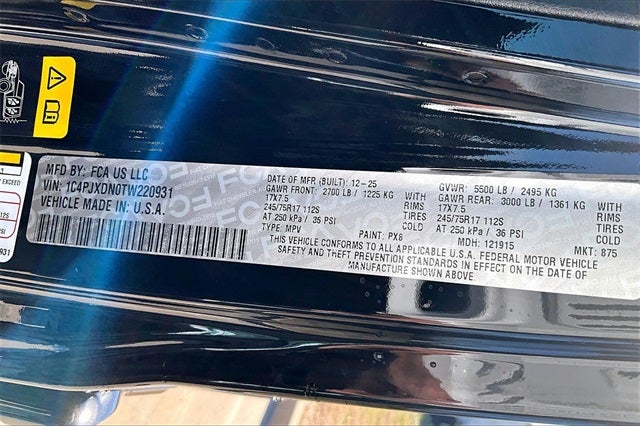 MFD BY: FCA US LLC
VIN: 1C4PJXDN0TW220931
VEHICLE MADE IN: U.S.A.
DATE OF MFR (BUILT): 12-25
GAWR FRONT: 2700 LB / 1225 KG WITH
17X7.5 RIMS
245/75R17 112S TIRES
AT 250 kPa / 36 PSI COLD
TYPE: MPV PAINT: PX8
GVWR: 5500 LB / 2495 KG
GAWR REAR: 3000 LB / 1361 KG WITH
17X7.5 RIMS
245/75R17 112S TIRES
AT 250 kPa / 36 PSI COLD
MDH: 121915 MKT: 875
THIS VEHICLE CONFORMS TO ALL APPLICABLE U.S.A. FEDERAL MOTOR VEHICLE
SAFETY AND THEFT PREVENTION STANDARDS IN EFFECT ON THE DATE OF
MANUFACTURE SHOWN ABOVE.
EXCEED
112S
931